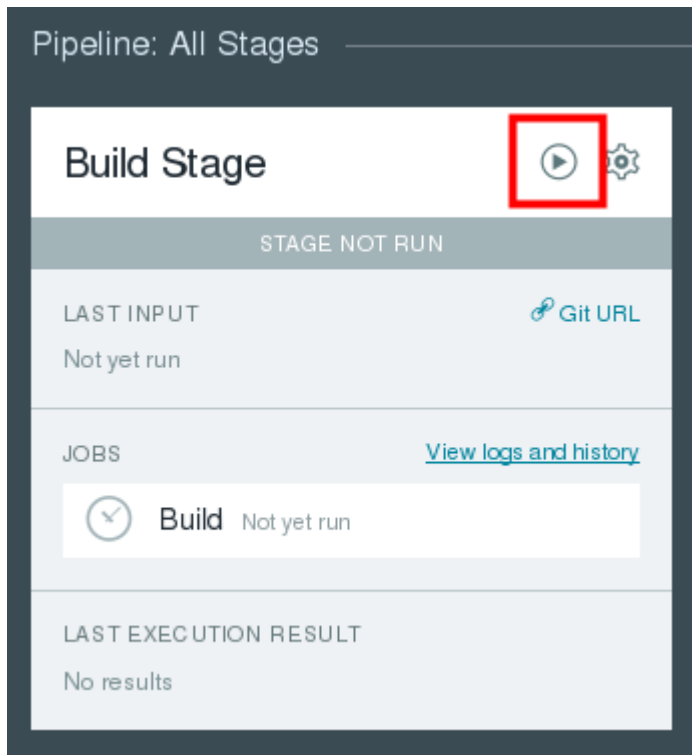 Pipeline: All Stages
Build Stage
STAGE NOT RUN
LAST INPUT
Git URL
Not yet run
JOBS
View logs and history
Build Not yet run
LAST EXECUTION RESULT
No results